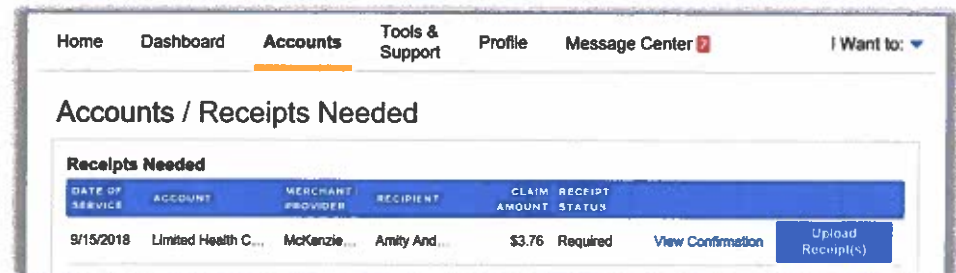 Home Dashboard Accounts Tools & Support Profile Message Center I Want to:
Accounts / Receipts Needed
Receipts Needed
DATE OF SERVICE ACCOUNT MERCHANT PROVIDER RECIPIENT CLAIM AMOUNT RECEIPT STATUS
9/15/2018 Limited Health C... McKenzie... Amity And... $3.76 Required View Confirmation Upload Receipt(s)